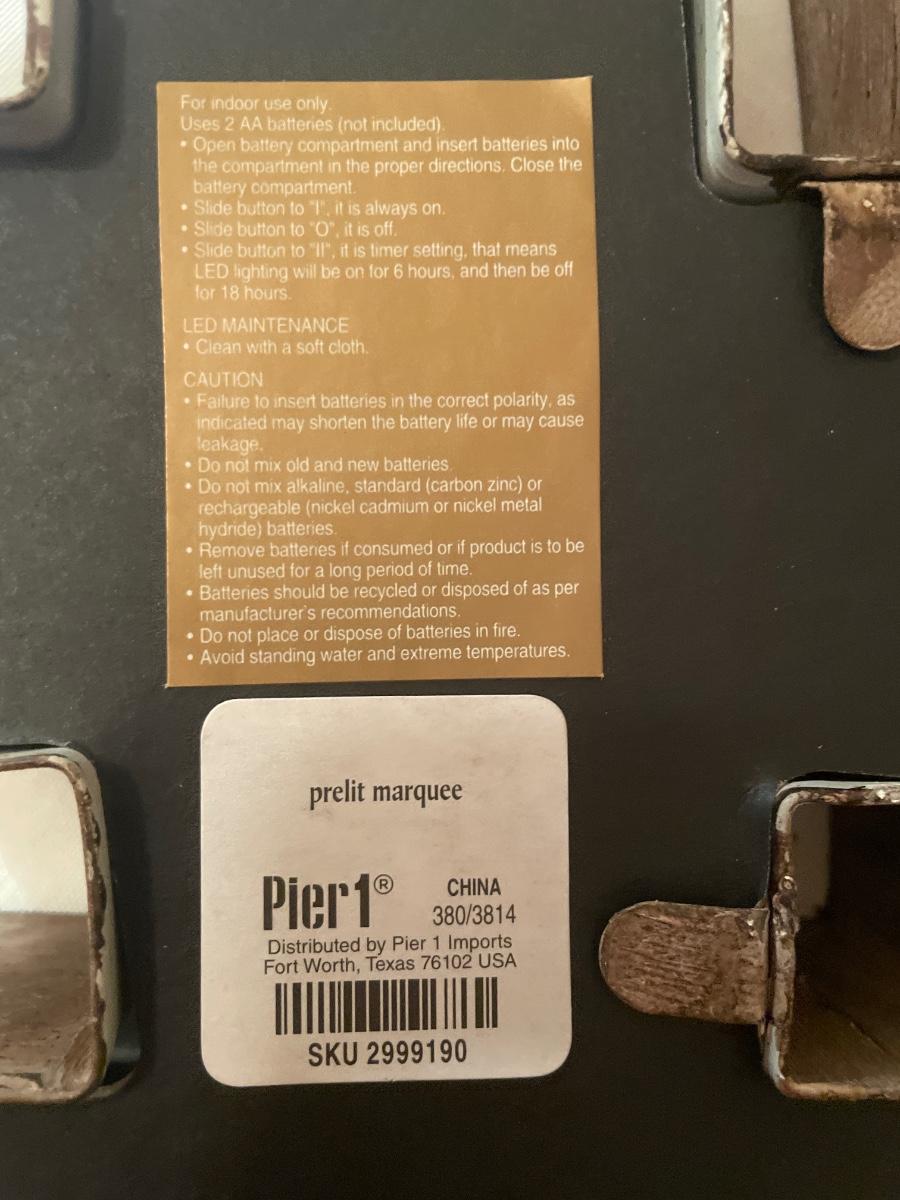 For indoor use only.
Uses 2 AA batteries (not included).
• Open battery compartment and insert batteries into
the compartment in the proper directions. Close the
battery compartment.
• Slide button to "I", it is always on.
• Slide button to "O", it is off.
• Slide button to "II", it is timer setting, that means
LED lighting will be on for 6 hours, and then be off
for 18 hours.
LED MAINTENANCE
• Clean with a soft cloth.
CAUTION
• Failure to insert batteries in the correct polarity, as
indicated may shorten the battery life or may cause
leakage.
• Do not mix old and new batteries.
• Do not mix alkaline, standard (carbon zinc) or
rechargeable (nickel cadmium or nickel metal
hydride) batteries.
• Remove batteries if consumed or if product is to be
left unused for a long period of time.
• Batteries should be recycled or disposed of as per
manufacturer's recommendations.
• Do not place or dispose of batteries in fire.
• Avoid standing water and extreme temperatures.
prelit marquee
Pier1® CHINA
380/3814
Distributed by Pier 1 Imports
Fort Worth, Texas 76102 USA
SKU 2999190